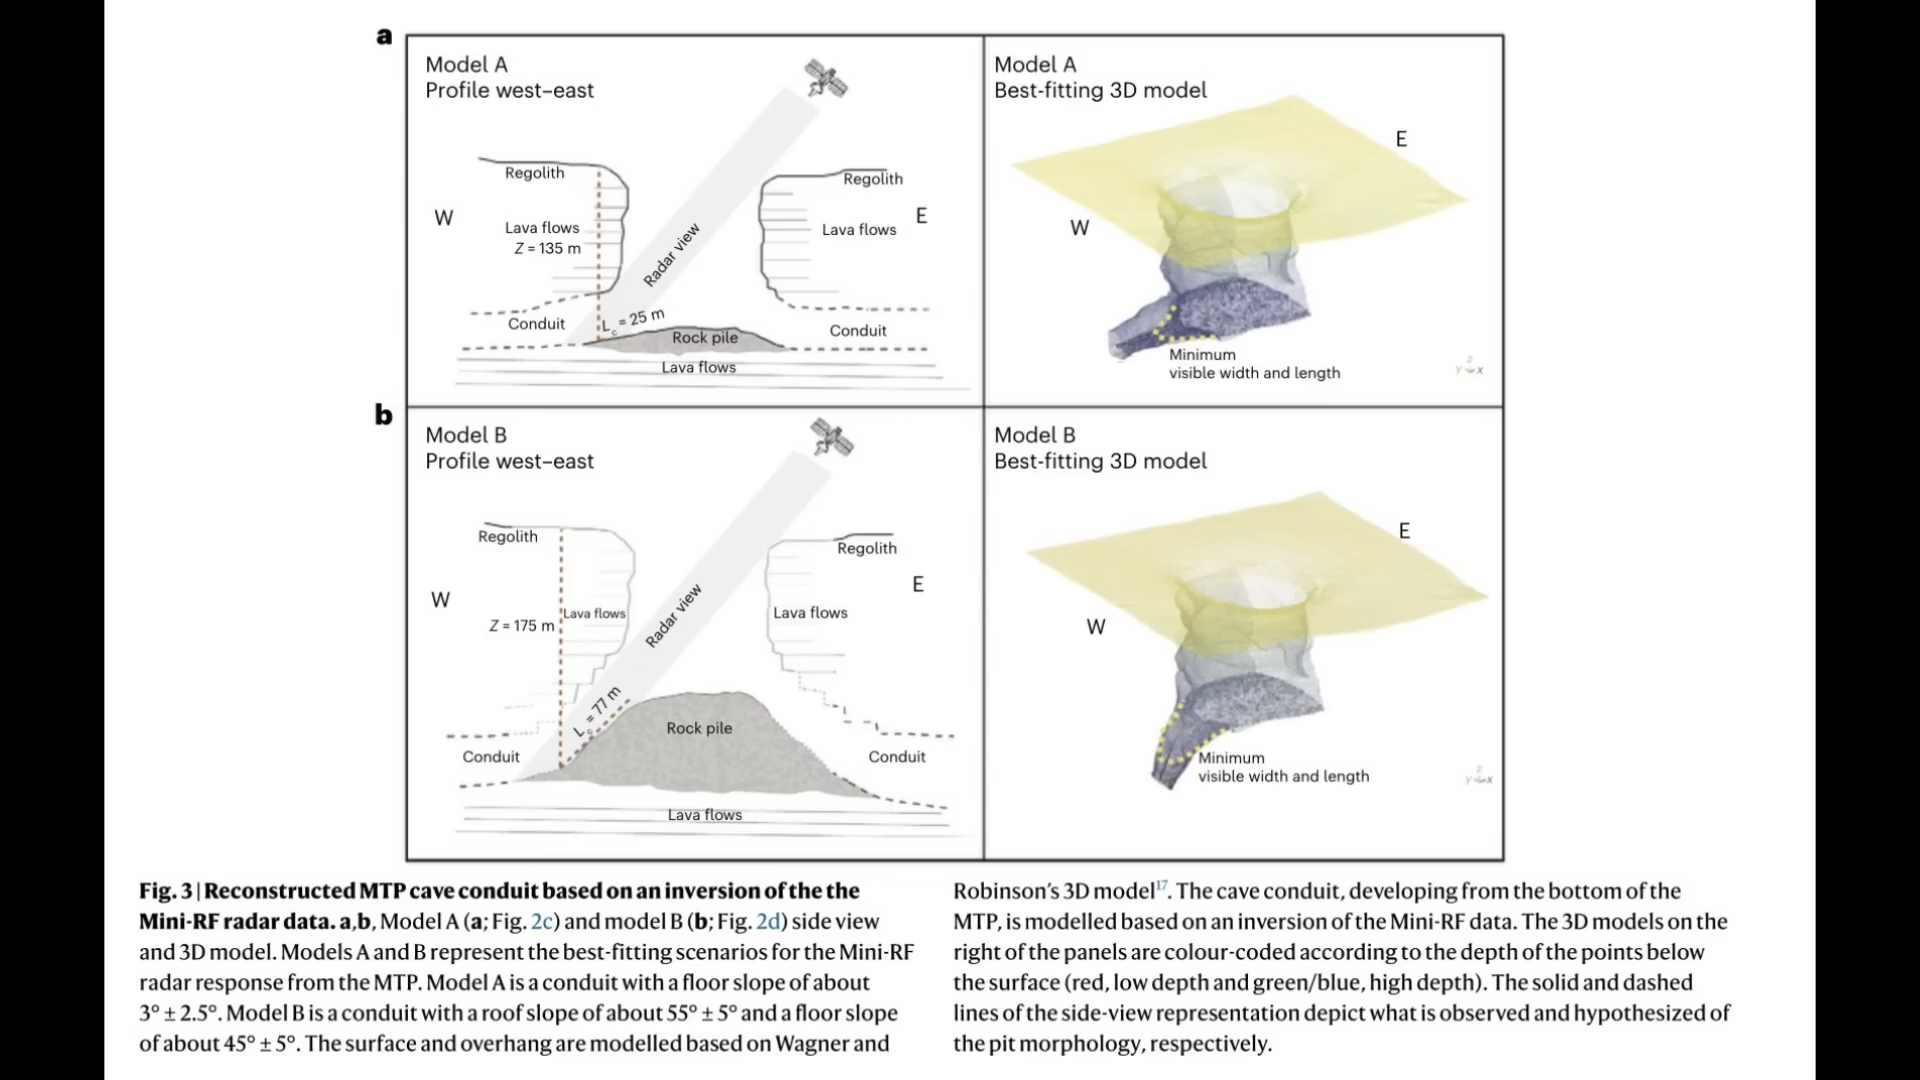 a
Model A
Profile west–east
Regolith
Regolith
W
E
Lava flows
Z = 135 m
Lava flows
Radar view
Lc = 25 m
Conduit
Rock pile
Conduit
Lava flows
Model A
Best-fitting 3D model
E
W
Minimum
visible width and length
z
y x
b
Model B
Profile west–east
Regolith
Regolith
W
E
Lava flows
Lava flows
Z = 175 m
Radar view
Lc = 77 m
Rock pile
Conduit
Conduit
Lava flows
Model B
Best-fitting 3D model
E
W
Minimum
visible width and length
z
y x
Fig. 3 | Reconstructed MTP cave conduit based on an inversion of the the
Mini-RF radar data. a,b, Model A (a; Fig. 2c) and model B (b; Fig. 2d) side view
and 3D model. Models A and B represent the best-fitting scenarios for the Mini-RF
radar response from the MTP. Model A is a conduit with a floor slope of about
3° ± 2.5°. Model B is a conduit with a roof slope of about 55° ± 5° and a floor slope
of about 45° ± 5°. The surface and overhang are modelled based on Wagner and
Robinson’s 3D model17. The cave conduit, developing from the bottom of the
MTP, is modelled based on an inversion of the Mini-RF data. The 3D models on the
right of the panels are colour-coded according to the depth of the points below
the surface (red, low depth and green/blue, high depth). The solid and dashed
lines of the side-view representation depict what is observed and hypothesized of
the pit morphology, respectively.